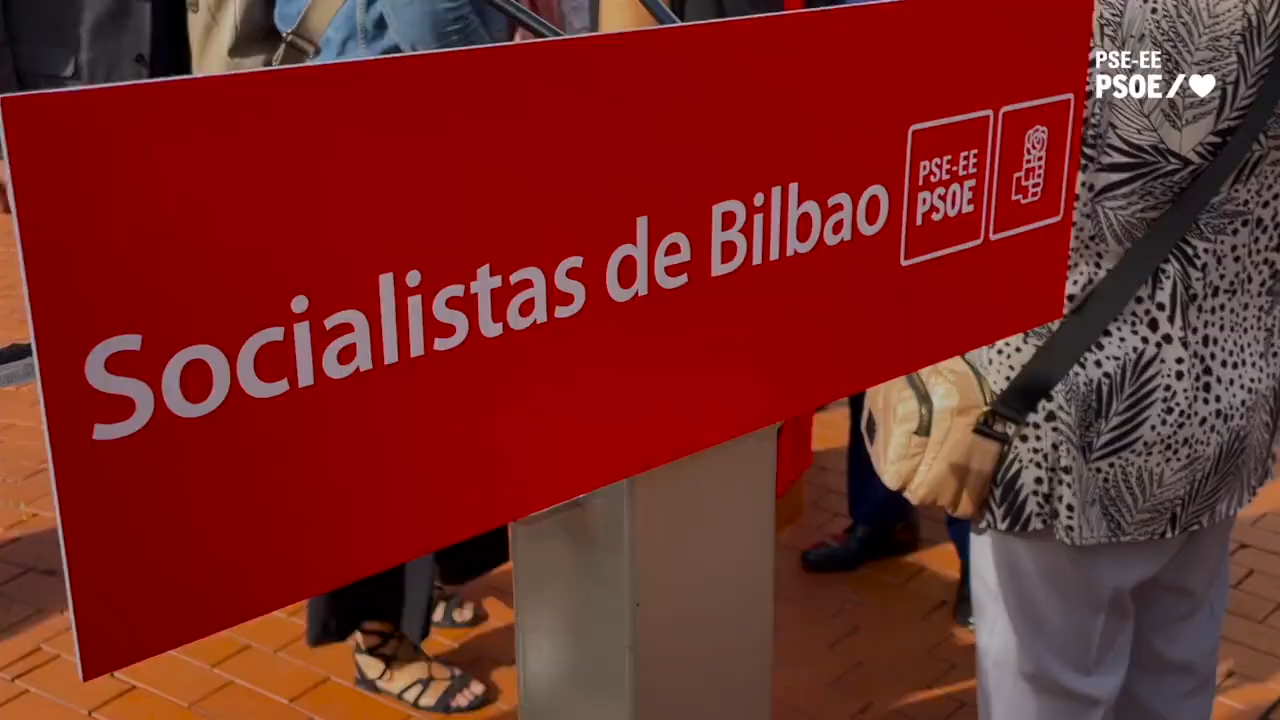 PSE-EE
PSOE/
Socialistas de Bilbao
PSE-EE
PSOE